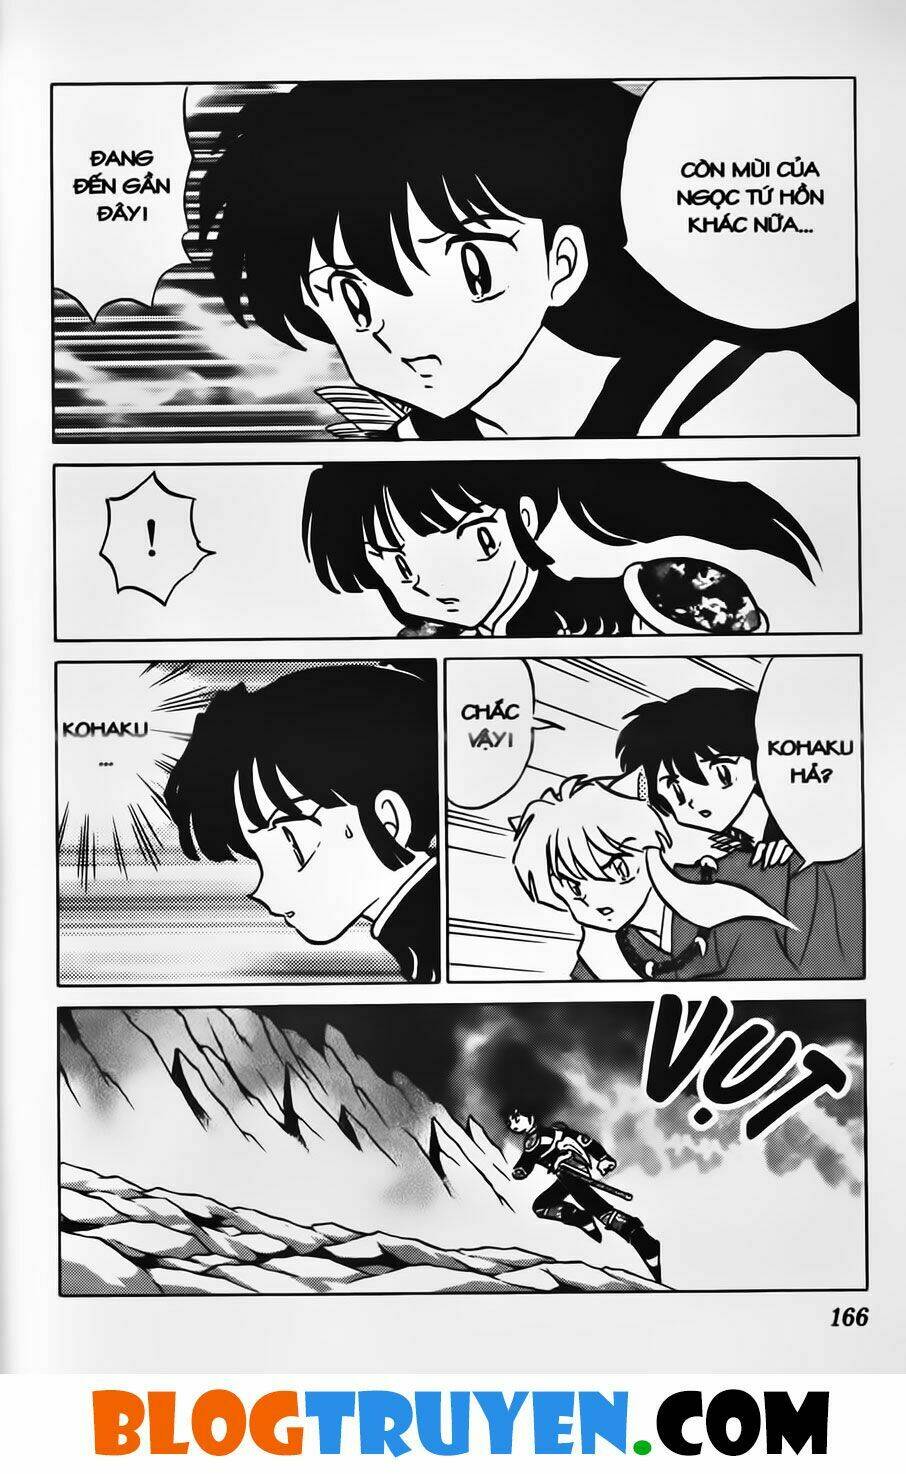 CÒN MÙI CỦA
NGỌC TỨ HỒN
KHÁC NỮA...
ĐANG
ĐẾN GẦN
ĐÂY!
!
KOHAKU
HẢ?
CHẮC
VẬY!
KOHAKU
...
VỤT
166
BLOGTRUYEN.COM